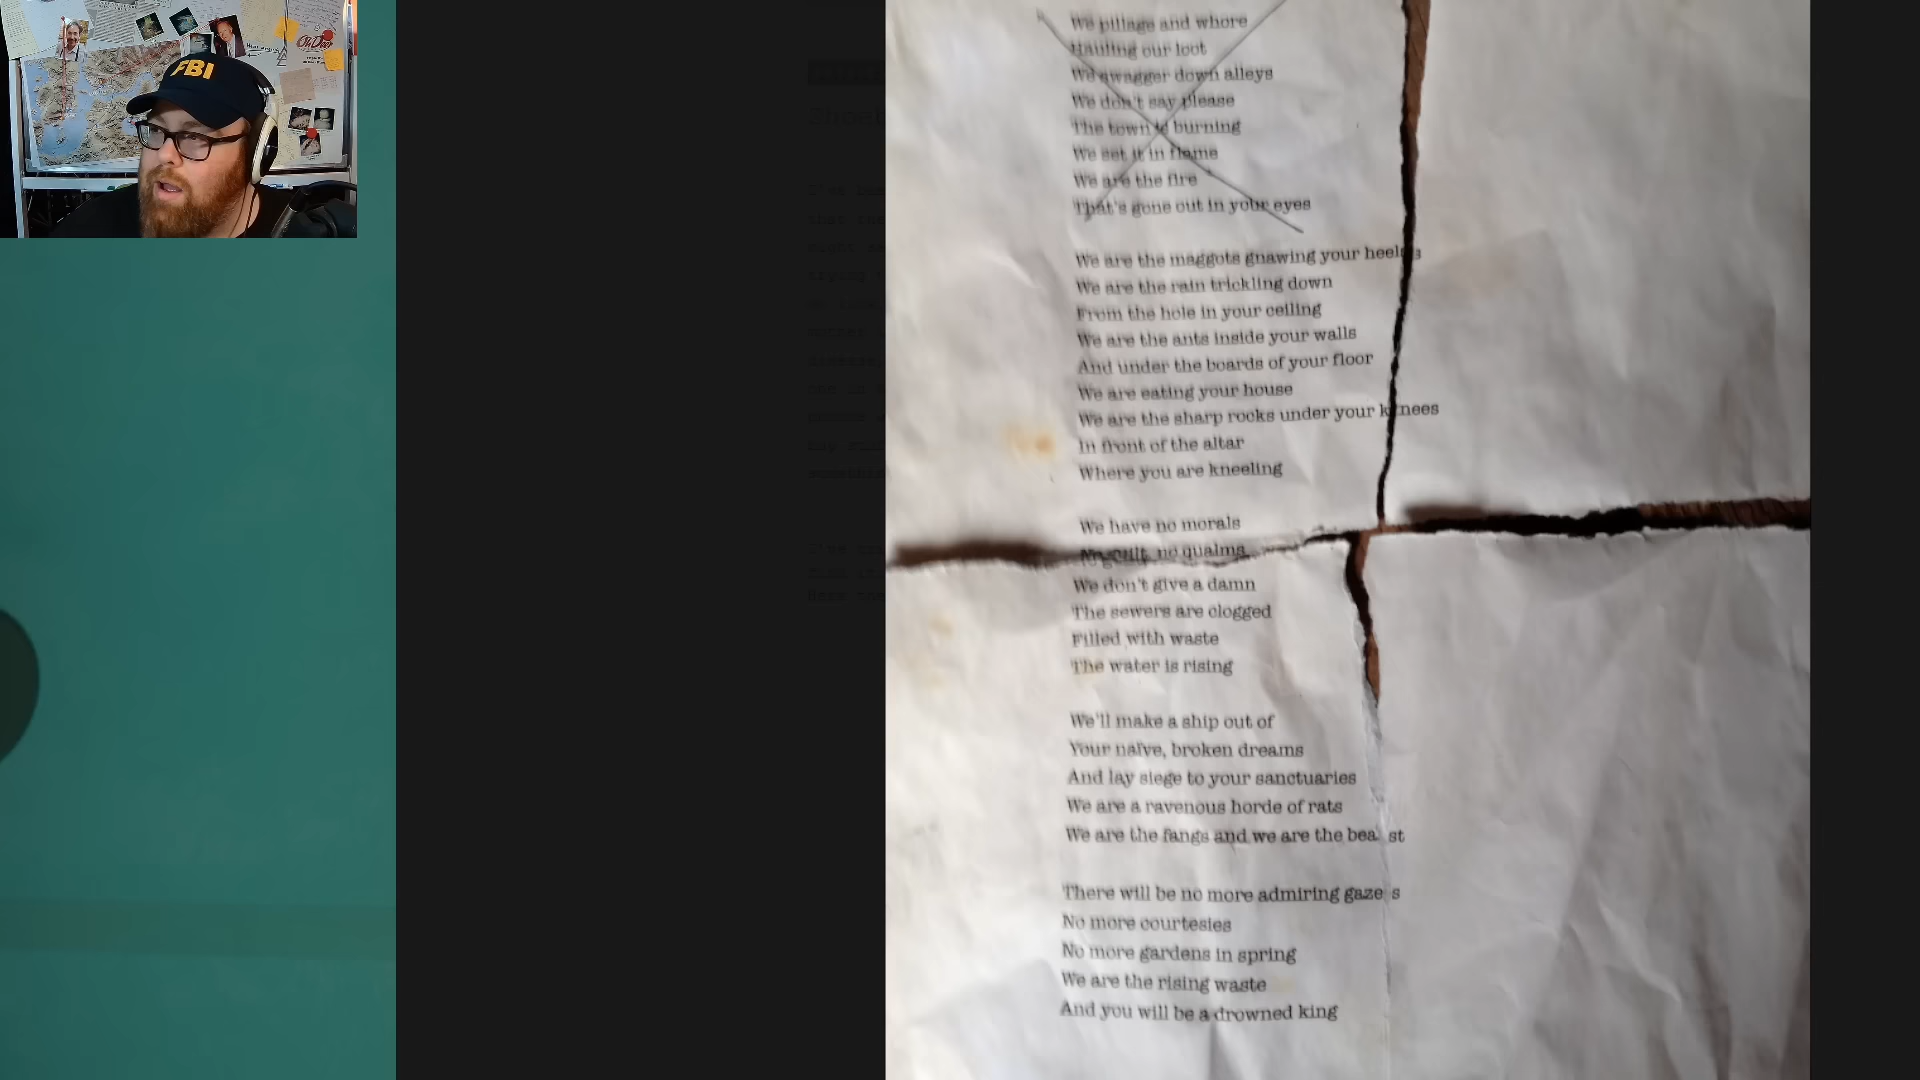 FBI
We pillage and whore
Hauling our loot
We swagger down alleys
We don't say please
The town is burning
We set it in flame
We are the fire
That's gone out in your eyes
We are the maggots gnawing your heels
We are the rain trickling down
From the hole in your ceiling
We are the ants inside your walls
And under the boards of your floor
We are eating your house
We are the sharp rocks under your knees
In front of the altar
Where you are kneeling
We have no morals
No guilt, no qualms
We don't give a damn
The sewers are clogged
Filled with waste
The water is rising
We'll make a ship out of
Your naïve, broken dreams
And lay siege to your sanctuaries
We are a ravenous horde of rats
We are the fangs and we are the beast
There will be no more admiring gazes
No more courtesies
No more gardens in spring
We are the rising waste
And you will be a drowned king